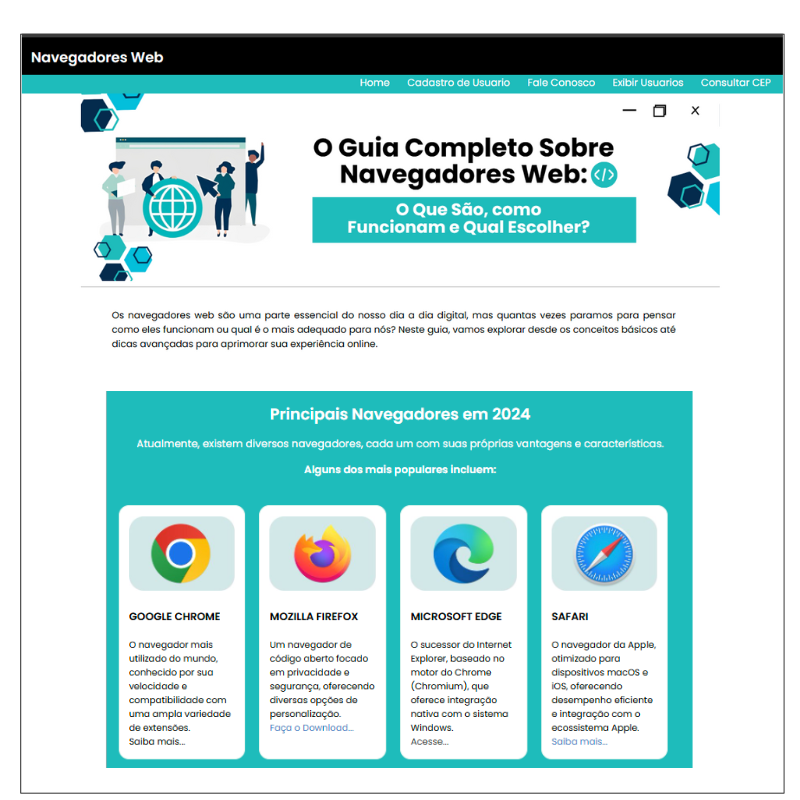 Navegadores Web
Home Cadastro de Usuario Fale Conosco Exibir Usuarios Consultar CEP
O Guia Completo Sobre
Navegadores Web: </>
O Que São, como
Funcionam e Qual Escolher?
Os navegadores web são uma parte essencial do nosso dia a dia digital, mas quantas vezes paramos para pensar
como eles funcionam ou qual é o mais adequado para nós? Neste guia, vamos explorar desde os conceitos básicos até
dicas avançadas para aprimorar sua experiência online.
Principais Navegadores em 2024
Atualmente, existem diversos navegadores, cada um com suas próprias vantagens e características.
Alguns dos mais populares incluem:
GOOGLE CHROME
O navegador mais
utilizado do mundo,
conhecido por sua
velocidade e
compatibilidade com
uma ampla variedade
de extensões.
Saiba mais...
MOZILLA FIREFOX
Um navegador de
código aberto focado
em privacidade e
segurança, oferecendo
diversas opções de
personalização.
Faça o Download...
MICROSOFT EDGE
O sucessor do Internet
Explorer, baseado no
motor do Chrome
(Chromium), que
oferece integração
nativa com o sistema
Windows.
Acesse...
SAFARI
O navegador da Apple,
otimizado para
dispositivos macOS e
iOS, oferecendo
desempenho eficiente
e integração com o
ecossistema Apple.
Saiba mais...